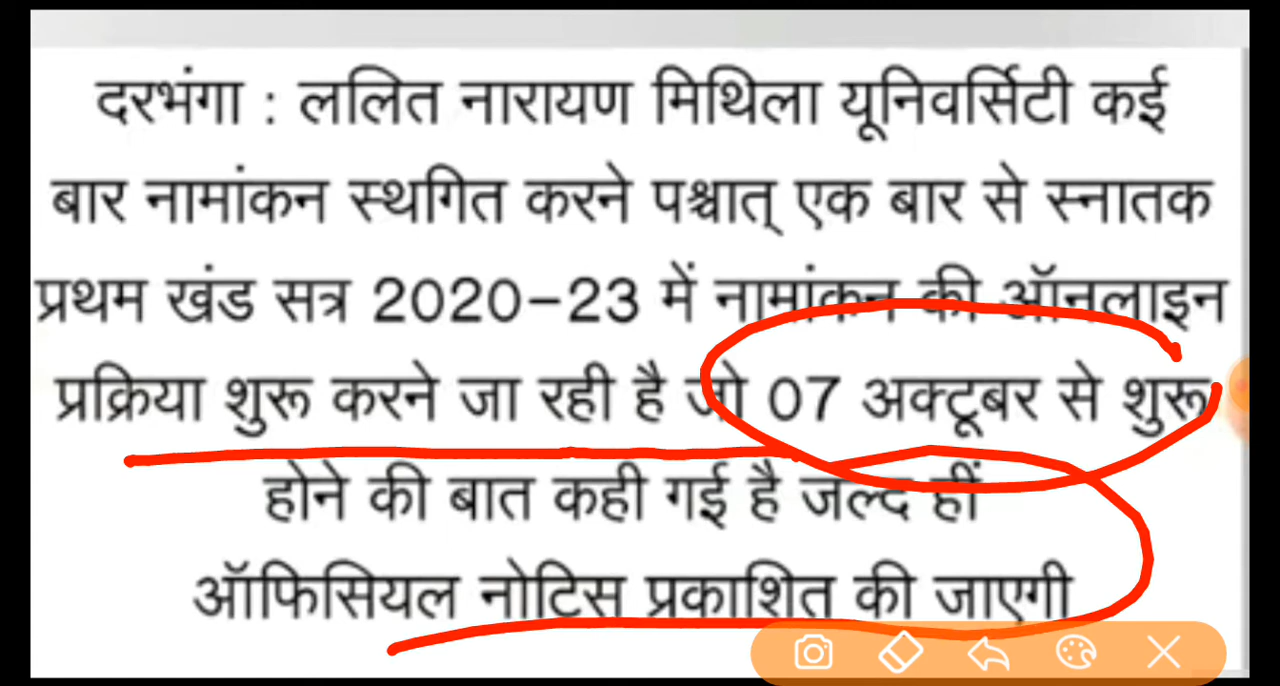 दरभंगा : ललित नारायण मिथिला यूनिवर्सिटी कई
बार नामांकन स्थगित करने पश्चात् एक बार से स्नातक
प्रथम खंड सत्र 2020-23 में नामांकन की ऑनलाइन
प्रक्रिया शुरू करने जा रही है जो 07 अक्टूबर से शुरू
होने की बात कही गई है जल्द हीं
ऑफिसियल नोटिस प्रकाशित की जाएगी